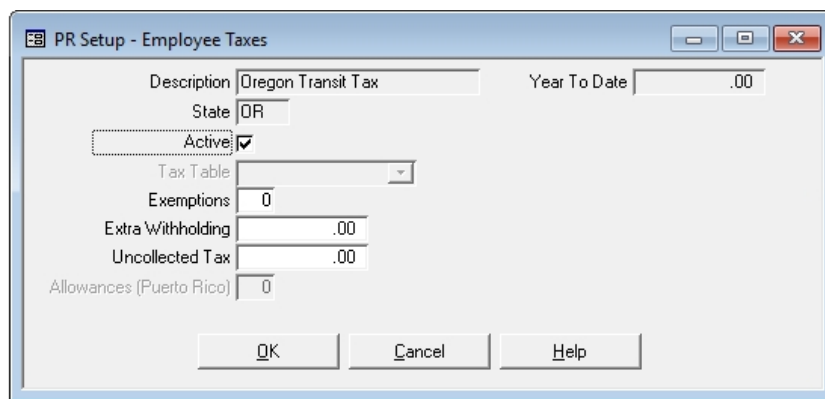 PR Setup - Employee Taxes
Description Oregon Transit Tax Year To Date .00
State OR
Active
Tax Table
Exemptions 0
Extra Withholding .00
Uncollected Tax .00
Allowances (Puerto Rico) 0
OK Cancel Help